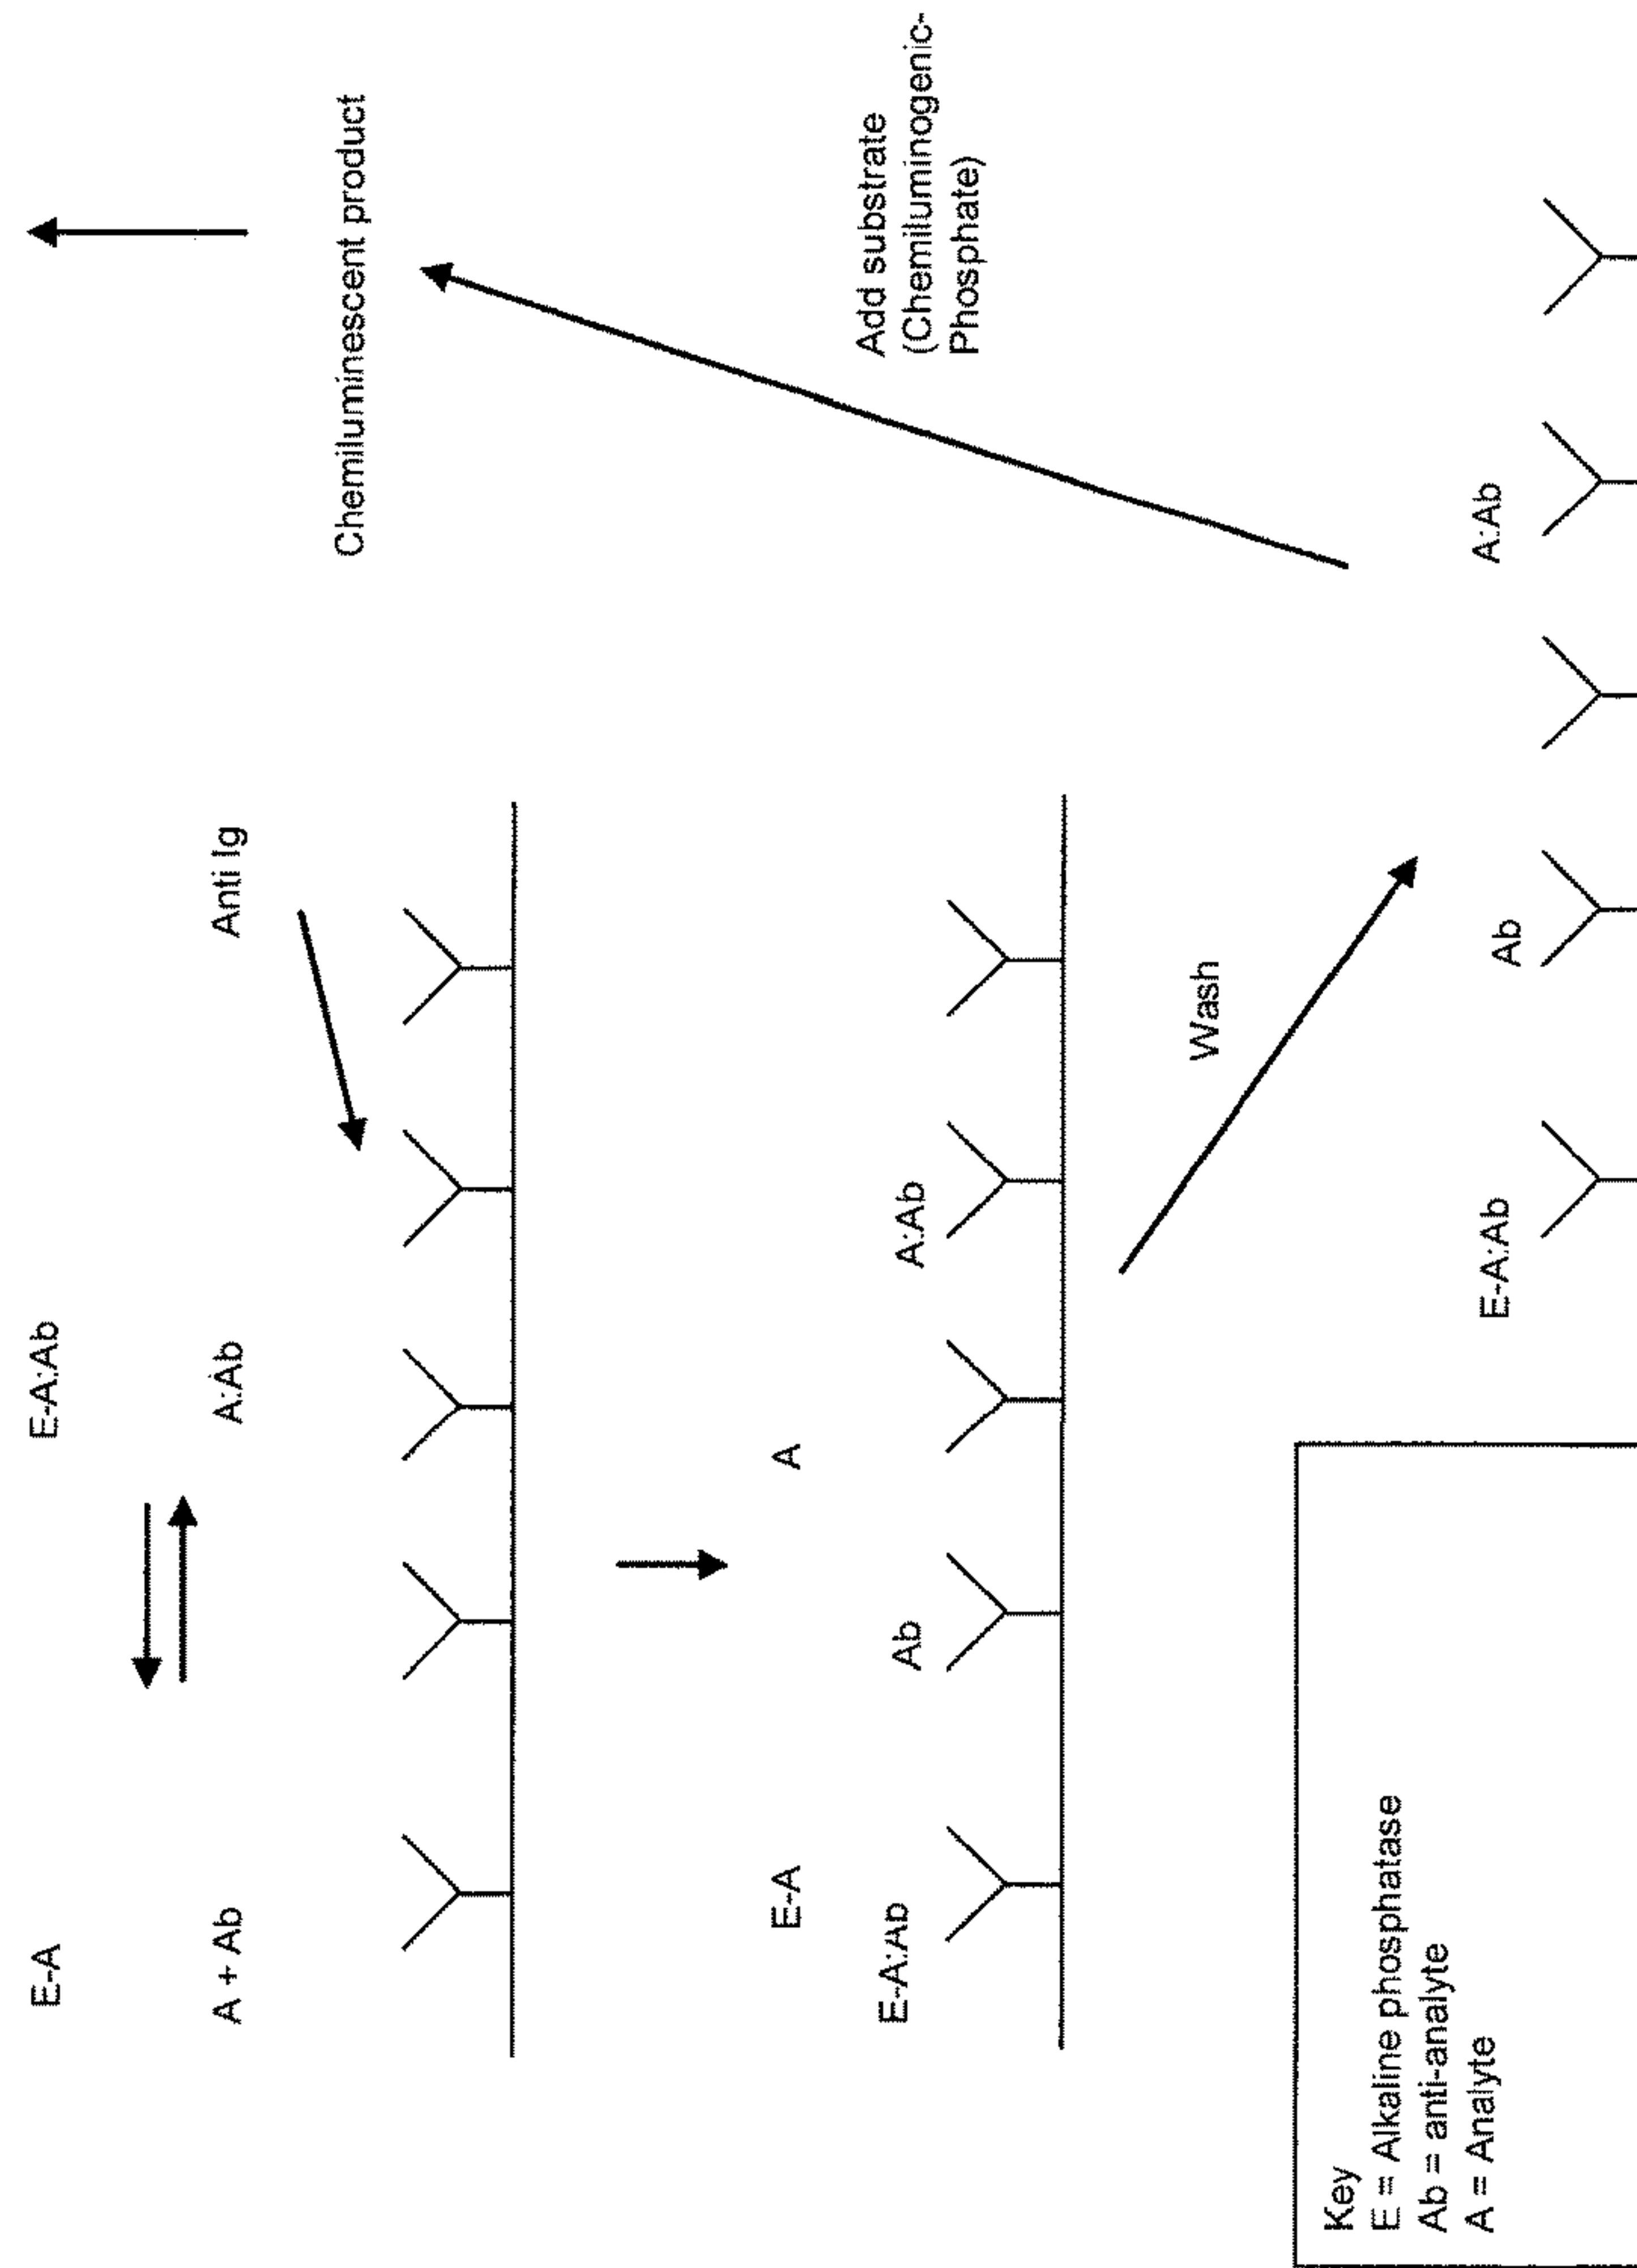 E-A
E-A:Ab
A + Ab
A:Ab
Anti Ig
Chemiluminescent product
E-A
A
E-A:Ab
Ab
A:Ab
Add substrate
(Chemiluminogenic-
Phosphate)
Wash
E-A:Ab
Ab
A:Ab
Key
E = Alkaline phosphatase
Ab = anti-analyte
A = Analyte